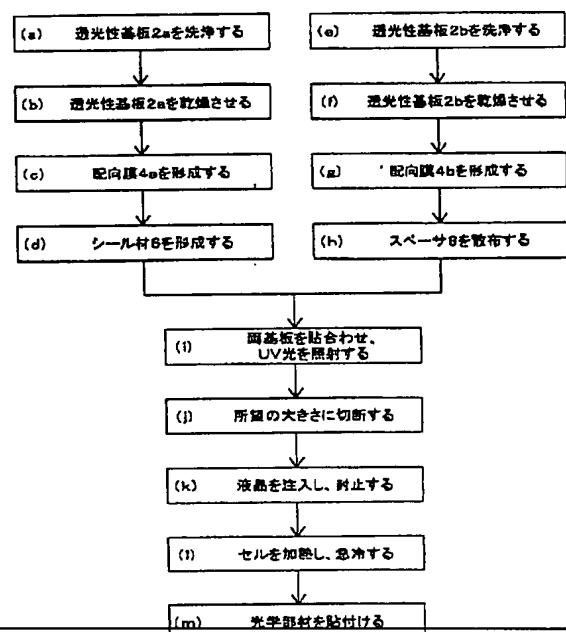 (a) 透光性基板2aを洗浄する
(b) 透光性基板2aを乾燥させる
(c) 配向膜4aを形成する
(d) シール材6を形成する
(e) 透光性基板2bを洗浄する
(f) 透光性基板2bを乾燥させる
(g) 配向膜4bを形成する
(h) スペーサ8を散布する
(i) 両基板を貼合わせ、
UV光を照射する
(j) 所望の大きさに切断する
(k) 液晶を注入し、封止する
(l) セルを加熱し、急冷する
(m) 光学部材を貼付ける